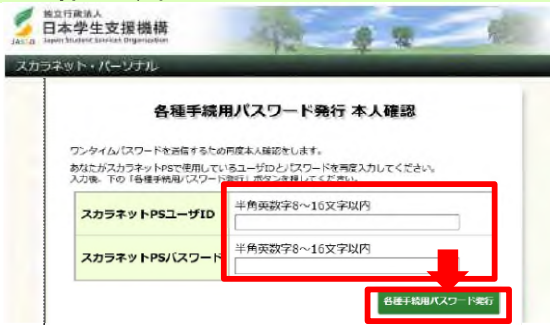 独立行政法人
日本学生支援機構
JASSO Japan Student Services Organization
スカラネット・パーソナル
各種手続用パスワード発行 本人確認
ワンタイムパスワードを送信するため再度本人確認をします。
あなたがスカラネットPSで使用しているユーザIDとパスワードを再度入力してください。
入力後、下の「各種手続用パスワード発行」ボタンを押してください。
スカラネットPSユーザID
半角英数字8～16文字以内
スカラネットPSパスワード
半角英数字8～16文字以内
各種手続用パスワード発行